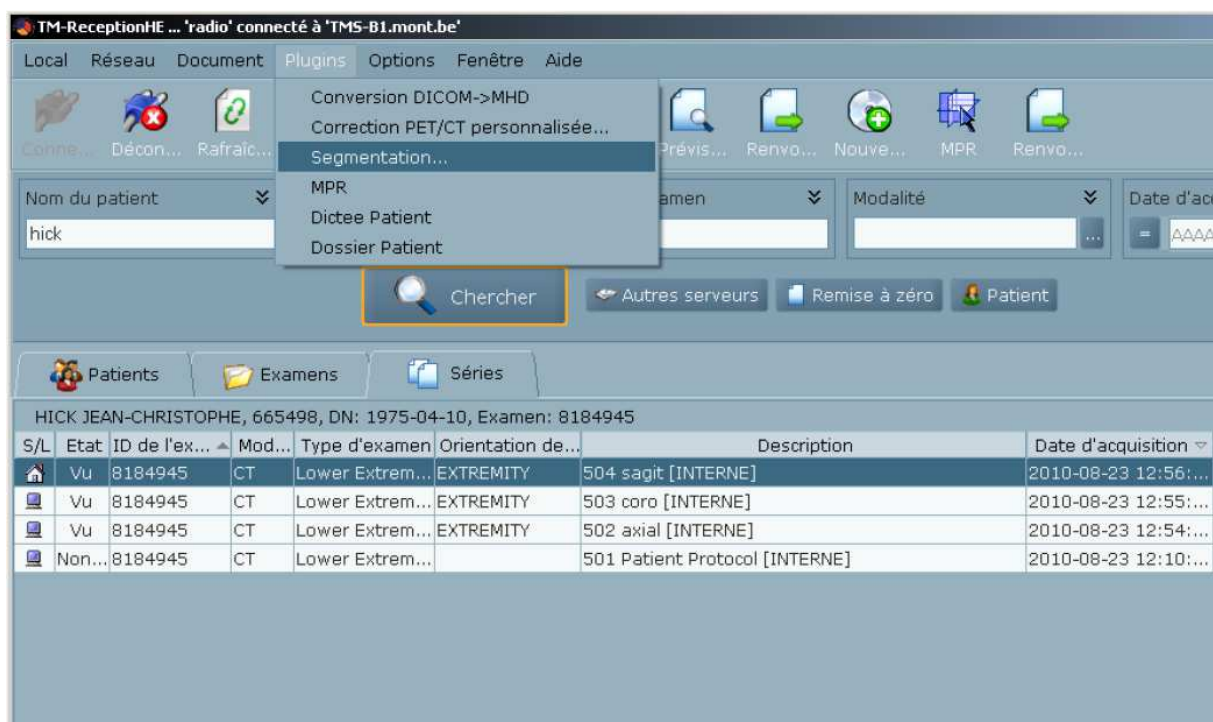 TM-ReceptionHE ... 'radio' connecté à 'TMS-B1.mont.be'
Local Réseau Document Plugins Options Fenêtre Aide
Conversion DICOM->MHD
Correction PET/CT personnalisée...
Segmentation...
MPR
Dictee Patient
Dossier Patient
Conne... Décon... Rafraîc... Prévis... Renvo... Nouve... MPR Renvo...
Nom du patient amen Modalité Date d'acq
hick ... = AAAA
Chercher Autres serveurs Remise à zéro Patient
Patients Examens Séries
HICK JEAN-CHRISTOPHE, 665498, DN: 1975-04-10, Examen: 8184945
S/L Etat ID de l'ex... Mod... Type d'examen Orientation de... Description Date d'acquisition
Vu 8184945 CT Lower Extrem... EXTREMITY 504 sagit [INTERNE] 2010-08-23 12:56:...
Vu 8184945 CT Lower Extrem... EXTREMITY 503 coro [INTERNE] 2010-08-23 12:55:...
Vu 8184945 CT Lower Extrem... EXTREMITY 502 axial [INTERNE] 2010-08-23 12:54:...
Non... 8184945 CT Lower Extrem... 501 Patient Protocol [INTERNE] 2010-08-23 12:10:...